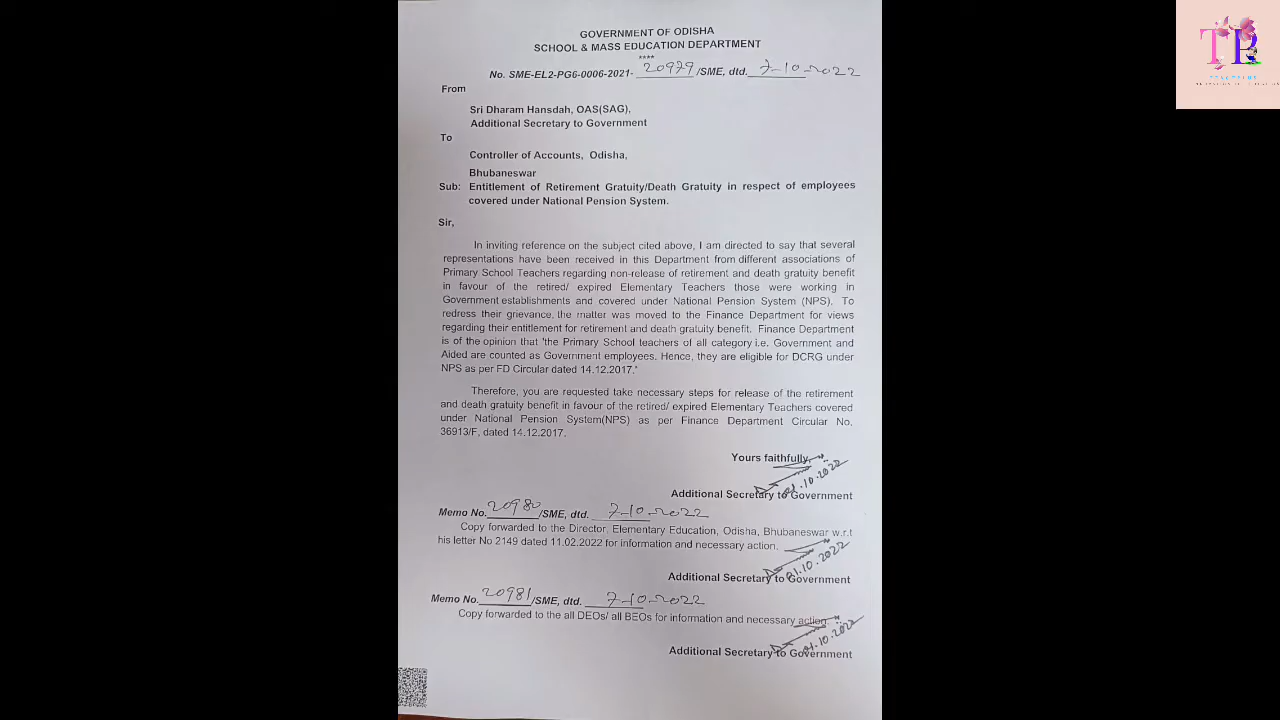 GOVERNMENT OF ODISHA
SCHOOL & MASS EDUCATION DEPARTMENT
****
No. SME-EL2-PG6-0006-2021- 20979 /SME, dtd. 7-10-2022
From
Sri Dharam Hansdah, OAS(SAG),
Additional Secretary to Government
To
Controller of Accounts, Odisha,
Bhubaneswar
Sub: Entitlement of Retirement Gratuity/Death Gratuity in respect of employees
covered under National Pension System.
Sir,
In inviting reference on the subject cited above, I am directed to say that several
representations have been received in this Department from different associations of
Primary School Teachers regarding non-release of retirement and death gratuity benefit
in favour of the retired/ expired Elementary Teachers those were working in
Government establishments and covered under National Pension System (NPS). To
redress their grievance, the matter was moved to the Finance Department for views
regarding their entitlement for retirement and death gratuity benefit. Finance Department
is of the opinion that 'the Primary School teachers of all category i.e. Government and
Aided are counted as Government employees. Hence, they are eligible for DCRG under
NPS as per FD Circular dated 14.12.2017.'
Therefore, you are requested take necessary steps for release of the retirement
and death gratuity benefit in favour of the retired/ expired Elementary Teachers covered
under National Pension System(NPS) as per Finance Department Circular No.
36913/F, dated 14.12.2017.
Yours faithfully,
01.10.2022
Additional Secretary to Government
Memo No. 20980 /SME, dtd. 7-10-2022
Copy forwarded to the Director, Elementary Education, Odisha, Bhubaneswar w.r.t
his letter No 2149 dated 11.02.2022 for information and necessary action.
01.10.2022
Additional Secretary to Government
Memo No. 20981 /SME, dtd. 7-10-2022
Copy forwarded to the all DEOs/ all BEOs for information and necessary action.
01.10.2022
Additional Secretary to Government
TR